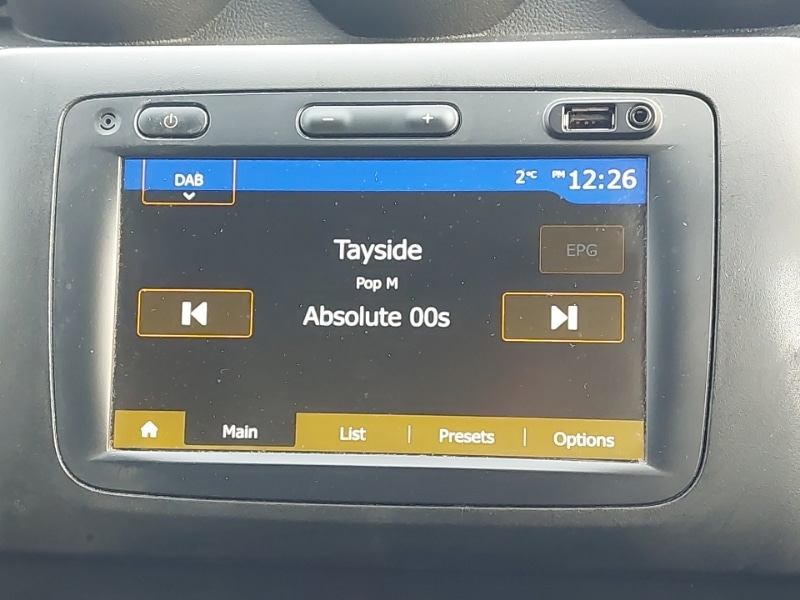 − +
DAB 2°C PM 12:26
Tayside
EPG
Pop M
Absolute 00s
Main List Presets Options